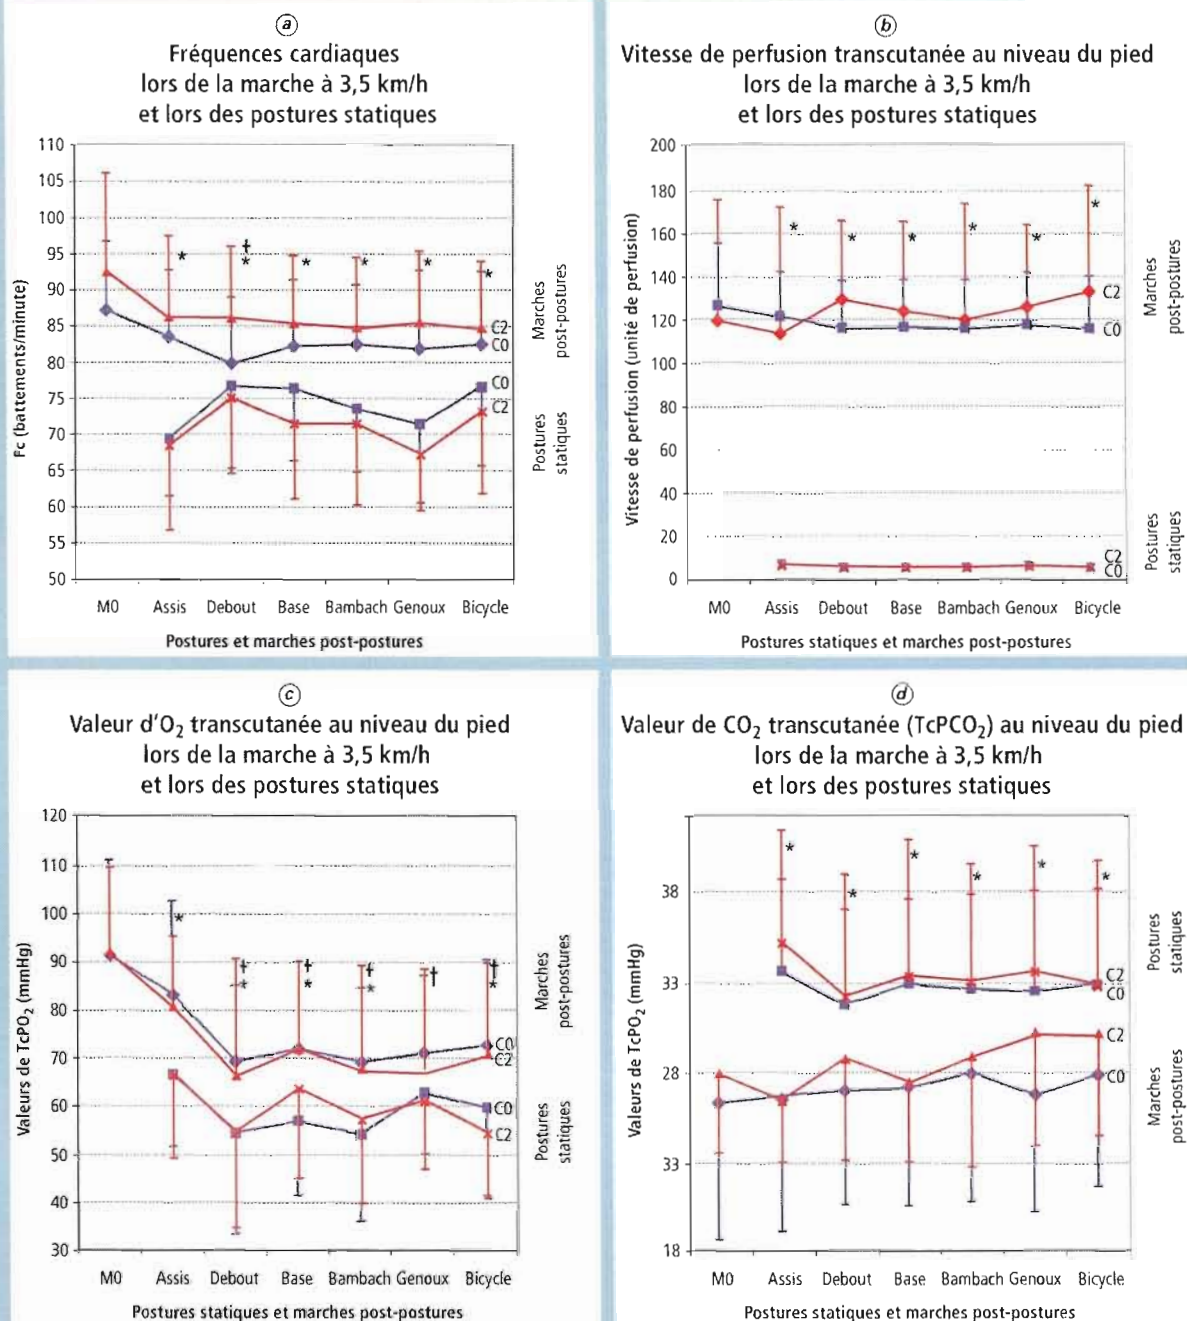 a
Fréquences cardiaques
lors de la marche à 3,5 km/h
et lors des postures statiques
Fc (battements/minute)
110
105
100
95
90
85
80
75
70
65
60
55
50
* † * * * * *
C2
C0
C0
C2
Marches
post-postures
Postures
statiques
M0 Assis Debout Base Bambach Genoux Bicycle
Postures et marches post-postures
b
Vitesse de perfusion transcutanée au niveau du pied
lors de la marche à 3,5 km/h
et lors des postures statiques
Vitesse de perfusion (unité de perfusion)
200
180
160
140
120
100
80
60
40
20
0
* * * * * *
C2
C0
C2
C0
Marches
post-postures
Postures
statiques
M0 Assis Debout Base Bambach Genoux Bicycle
Postures statiques et marches post-postures
c
Valeur d'O₂ transcutanée au niveau du pied
lors de la marche à 3,5 km/h
et lors des postures statiques
Valeurs de TcPO₂ (mmHg)
120
110
100
90
80
70
60
50
40
30
* † * † * † * † † *
C0
C2
C0
C2
Marches
post-postures
Postures
statiques
M0 Assis Debout Base Bambach Genoux Bicycle
Postures statiques et marches post-postures
d
Valeur de CO₂ transcutanée (TcPCO₂) au niveau du pied
lors de la marche à 3,5 km/h
et lors des postures statiques
Valeurs de TcPO₂ (mmHg)
38
33
28
33
18
* * * * * *
C2
C0
C2
C0
Postures
statiques
Marches
post-postures
M0 Assis Debout Base Bambach Genoux Bicycle
Postures statiques et marches post-postures